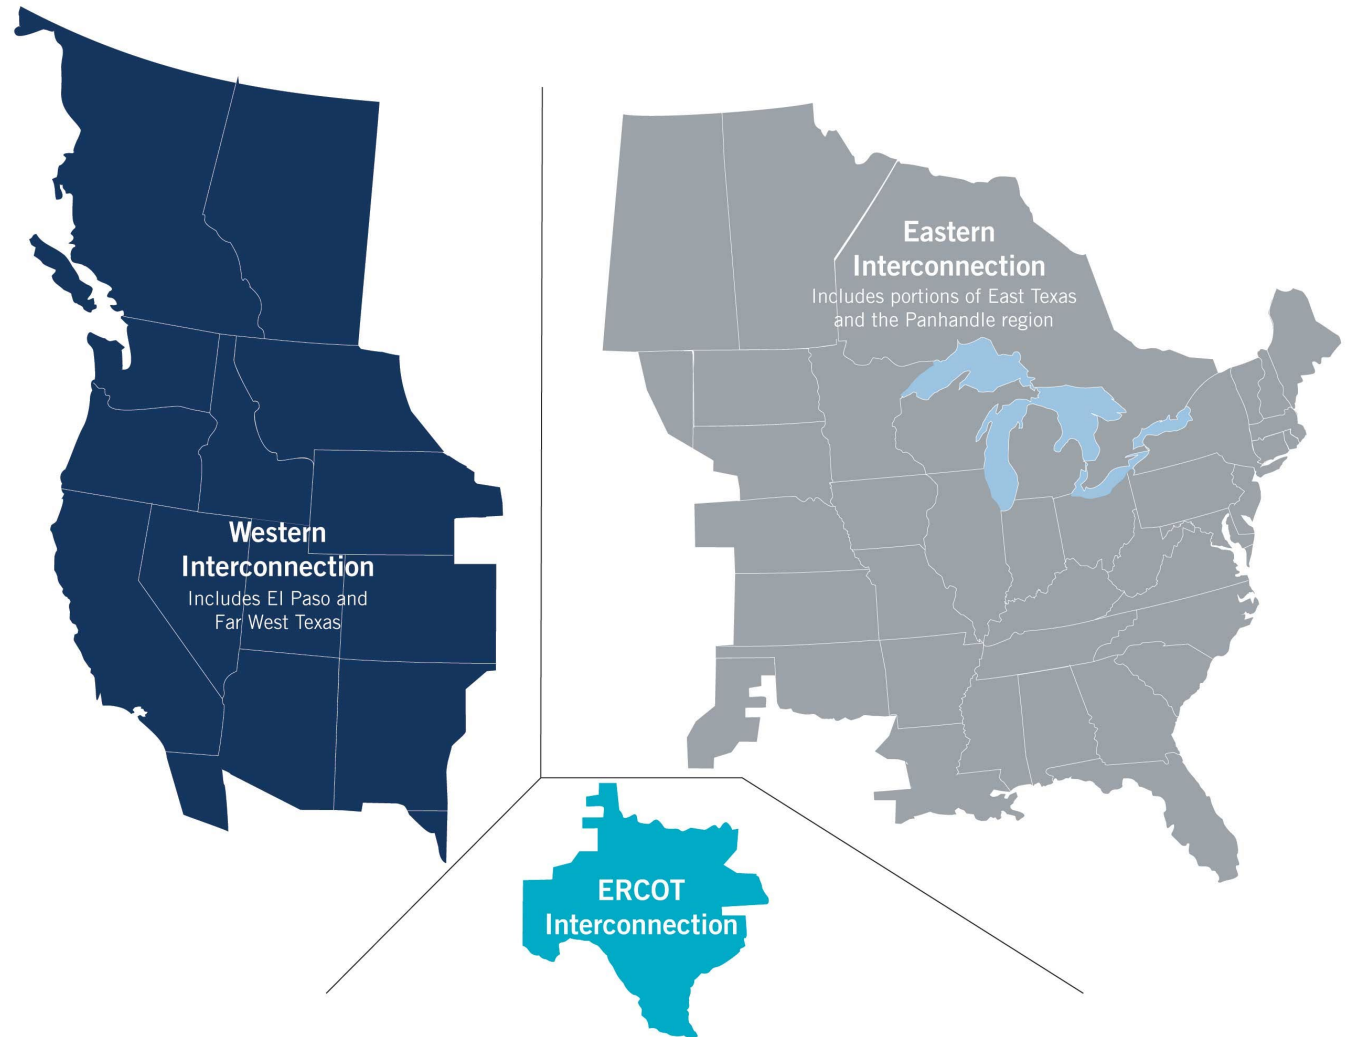 Eastern
Interconnection
Includes portions of East Texas
and the Panhandle region
Western
Interconnection
Includes El Paso and
Far West Texas
ERCOT
Interconnection